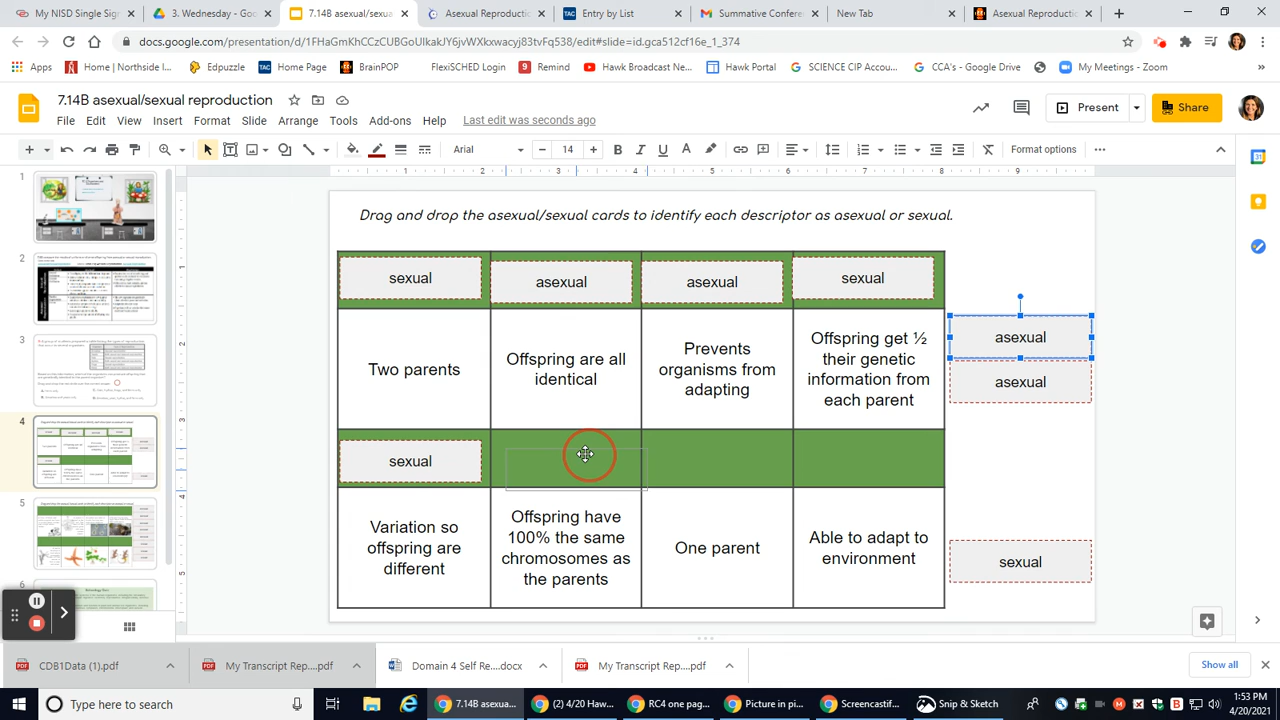 My NISD Single Sign
3. Wednesday - Goo
7.14B asexual/sexua
Asexual Reproductio
Entry by List
Summative Conferen
New Tab
Asexual Reproducti
docs.google.com/presentation/d/1FHaGmKhCCzCUBGoUlkakJY6jvWXkxwacyj83tvFq538/edit#slide=id.gca512cf16e_1_374
Apps
Home | Northside I...
Edpuzzle
TAC Home Page
BrainPOP
FlexiSCHED Login
9 Remind
Hawk Broadcast Ne...
Hawk Portal
SCIENCE CIP Accou...
CCA's - Google Drive
My Meetings - Zoom
7.14B asexual/sexual reproduction
Present
Share
File Edit View Insert Format Slide Arrange Tools Add-ons Help Last edit was seconds ago
Arial 14 Format options
Drag and drop the asexual/sexual cards to identify each descriptor as asexual or sexual.
sexual
asexual
asexual
sexual
asexual
asexual
Two parents
Offspring are all
identical
Prevents
organisms from
adapting
Offspring get ½
their genetic
information from
each parent
sexual
Variation so
offspring are
different
Offspring have
100% the same
chromosomes as
the parents
One parent
Able to adapt to
environment
sexual
CDB1Data (1).pdf
My Transcript Rep....pdf
Domain 4 Self Re....docx
My Transcript Rep....pdf
Show all
Type here to search
7.14B asexua...
(2) 4/20 Haw...
RC4 one pag...
Picture in pi...
Screencastif...
Snip & Sketch
1:53 PM
4/20/2021